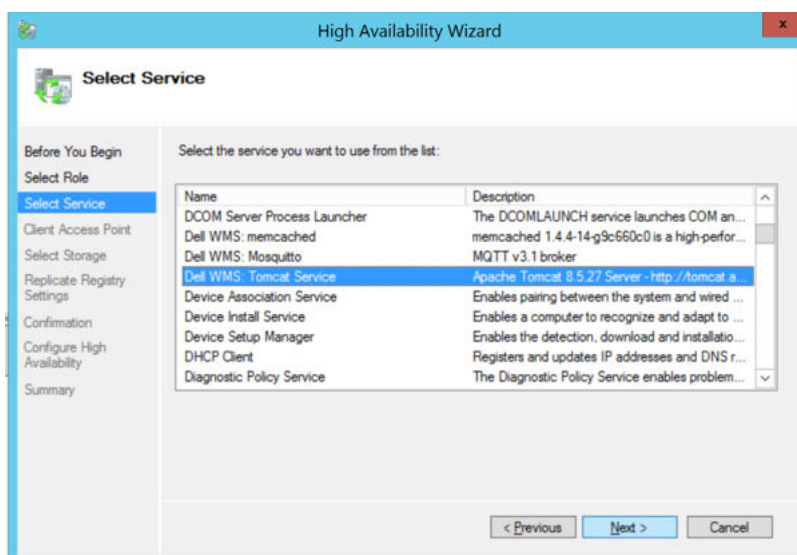 High Availability Wizard
x
Select Service
Before You Begin
Select Role
Select Service
Client Access Point
Select Storage
Replicate Registry
Settings
Confirmation
Configure High
Availability
Summary
Select the service you want to use from the list:
Name Description
DCOM Server Process Launcher The DCOMLAUNCH service launches COM an...
Dell WMS: memcached memcached 1.4.4-14-g9c660c0 is a high-perfor...
Dell WMS: Mosquitto MQTT v3.1 broker
Dell WMS: Tomcat Service Apache Tomcat 8.5.27 Server - http://tomcat.a...
Device Association Service Enables pairing between the system and wired ...
Device Install Service Enables a computer to recognize and adapt to ...
Device Setup Manager Enables the detection, download and installatio...
DHCP Client Registers and updates IP addresses and DNS r...
Diagnostic Policy Service The Diagnostic Policy Service enables problem...
< Previous Next > Cancel